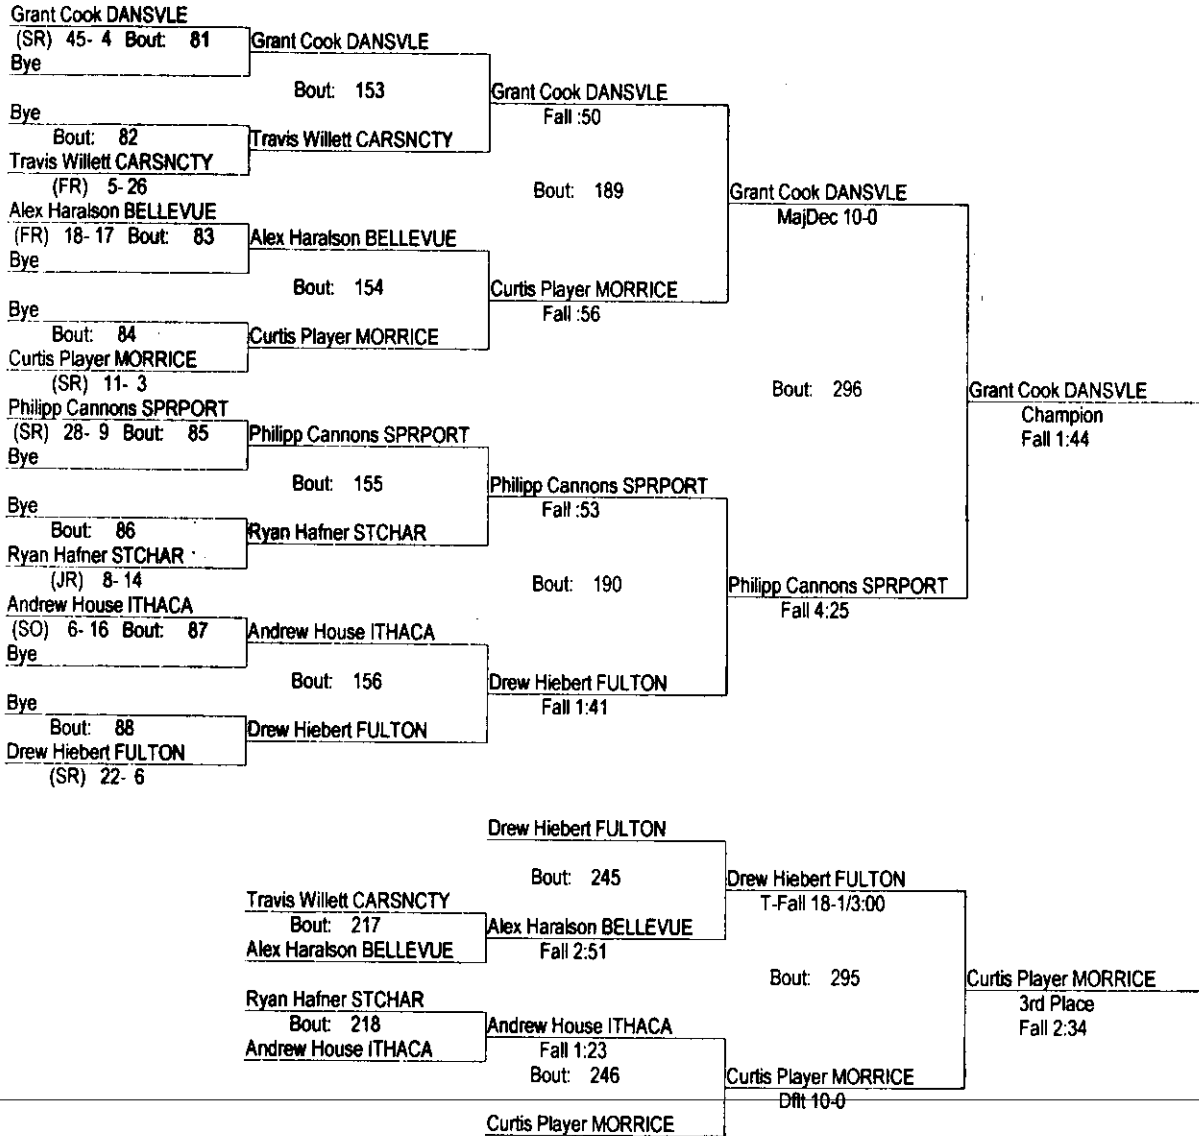 Grant Cook DANSVLE
(SR) 45- 4 Bout: 81
Bye
Grant Cook DANSVLE
Bout: 153
Bye
Bout: 82
Travis Willett CARSNCTY
(FR) 5-26
Travis Willett CARSNCTY
Grant Cook DANSVLE
Fall :50
Bout: 189
Alex Haralson BELLEVUE
(FR) 18- 17 Bout: 83
Bye
Alex Haralson BELLEVUE
Bout: 154
Bye
Bout: 84
Curtis Player MORRICE
(SR) 11- 3
Curtis Player MORRICE
Curtis Player MORRICE
Fall :56
Grant Cook DANSVLE
MajDec 10-0
Bout: 296
Philipp Cannons SPRPORT
(SR) 28- 9 Bout: 85
Bye
Philipp Cannons SPRPORT
Bout: 155
Bye
Bout: 86
Ryan Hafner STCHAR
(JR) 8- 14
Ryan Hafner STCHAR
Philipp Cannons SPRPORT
Fall :53
Bout: 190
Andrew House ITHACA
(SO) 6- 16 Bout: 87
Bye
Andrew House ITHACA
Bout: 156
Bye
Bout: 88
Drew Hiebert FULTON
(SR) 22- 6
Drew Hiebert FULTON
Drew Hiebert FULTON
Fall 1:41
Philipp Cannons SPRPORT
Fall 4:25
Grant Cook DANSVLE
Champion
Fall 1:44
Drew Hiebert FULTON
Bout: 245
Travis Willett CARSNCTY
Bout: 217
Alex Haralson BELLEVUE
Alex Haralson BELLEVUE
Fall 2:51
Drew Hiebert FULTON
T-Fall 18-1/3:00
Bout: 295
Ryan Hafner STCHAR
Bout: 218
Andrew House ITHACA
Andrew House ITHACA
Fall 1:23
Bout: 246
Curtis Player MORRICE
Curtis Player MORRICE
Dflt 10-0
Curtis Player MORRICE
3rd Place
Fall 2:34